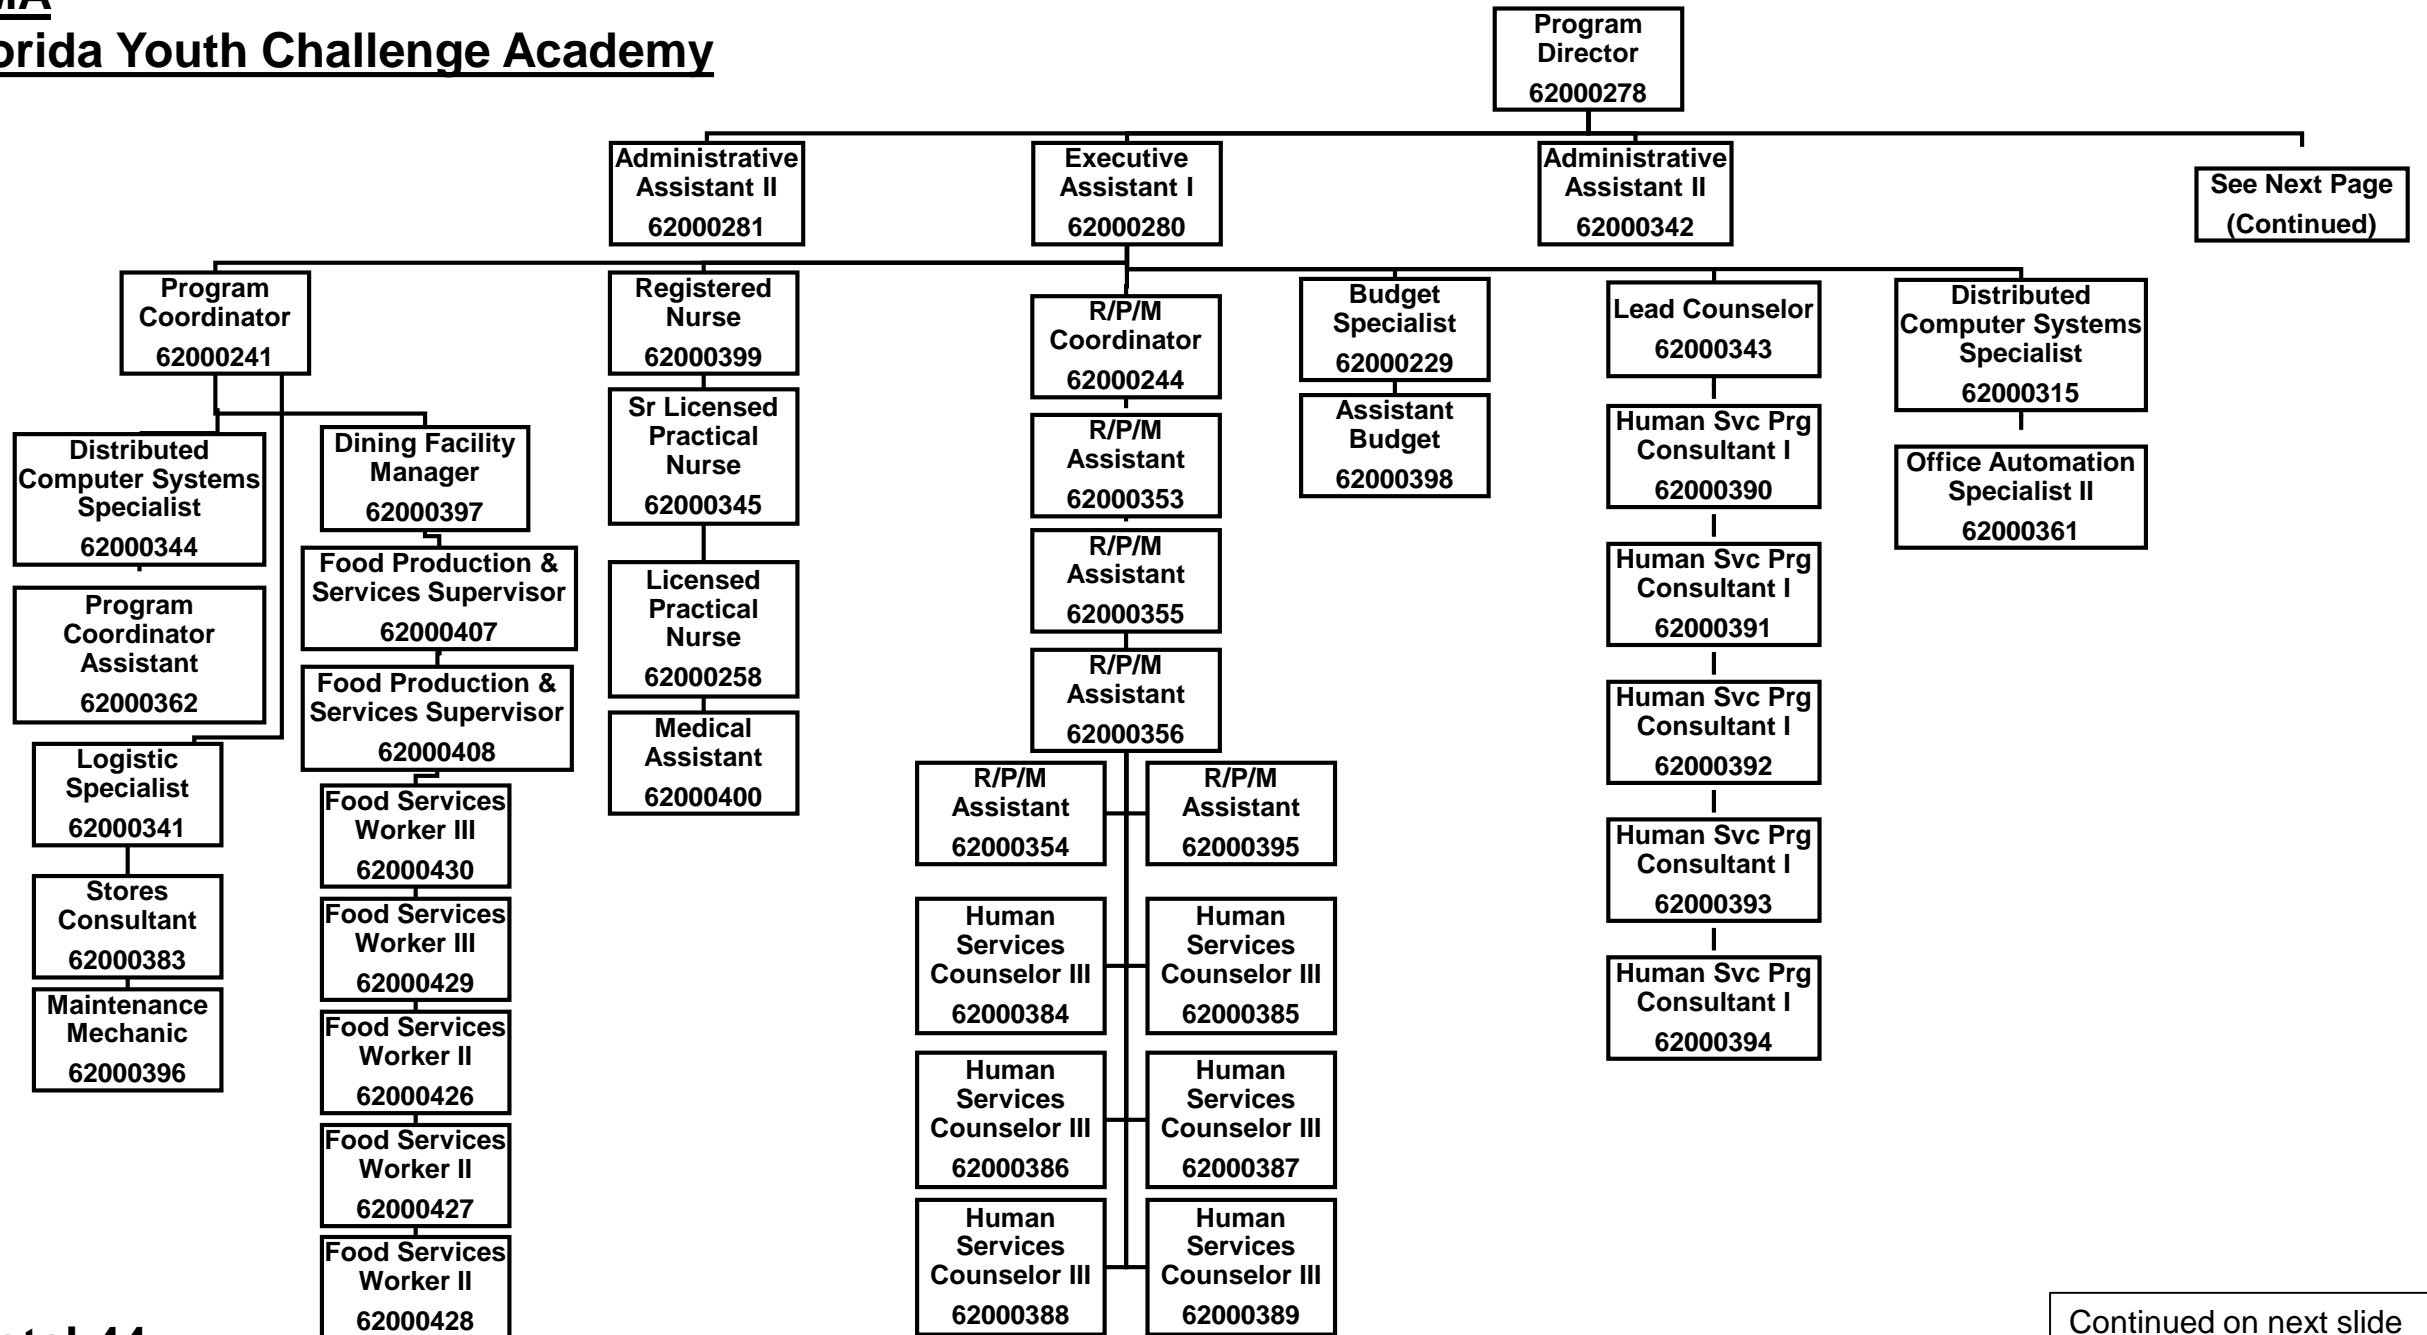 orida Youth Challenge Academy
Program
Director
62000278
Administrative
Assistant II
62000281
Executive
Assistant I
62000280
Administrative
Assistant II
62000342
See Next Page
(Continued)
Program
Coordinator
62000241
Registered
Nurse
62000399
R/P/M
Coordinator
62000244
Budget
Specialist
62000229
Lead Counselor
62000343
Distributed
Computer Systems
Specialist
62000315
Distributed
Computer Systems
Specialist
62000344
Program
Coordinator
Assistant
62000362
Logistic
Specialist
62000341
Stores
Consultant
62000383
Maintenance
Mechanic
62000396
Dining Facility
Manager
62000397
Food Production &
Services Supervisor
62000407
Food Production &
Services Supervisor
62000408
Food Services
Worker III
62000430
Food Services
Worker III
62000429
Food Services
Worker II
62000426
Food Services
Worker II
62000427
Food Services
Worker II
62000428
Sr Licensed
Practical
Nurse
62000345
Licensed
Practical
Nurse
62000258
Medical
Assistant
62000400
R/P/M
Assistant
62000353
R/P/M
Assistant
62000355
R/P/M
Assistant
62000356
R/P/M
Assistant
62000354
R/P/M
Assistant
62000395
Human
Services
Counselor III
62000384
Human
Services
Counselor III
62000385
Human
Services
Counselor III
62000386
Human
Services
Counselor III
62000387
Human
Services
Counselor III
62000388
Human
Services
Counselor III
62000389
Assistant
Budget
62000398
Human Svc Prg
Consultant I
62000390
Human Svc Prg
Consultant I
62000391
Human Svc Prg
Consultant I
62000392
Human Svc Prg
Consultant I
62000393
Human Svc Prg
Consultant I
62000394
Office Automation
Specialist II
62000361
Continued on next slide